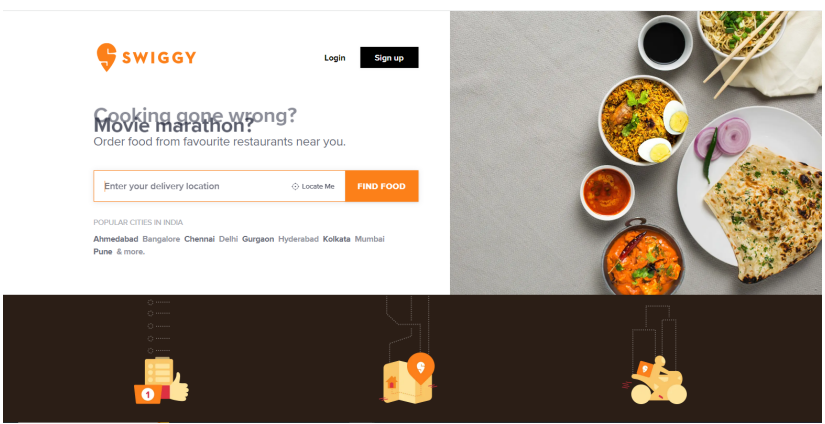 SWIGGY
Login
Sign up
Cooking gone wrong?
Movie marathon?
Order food from favourite restaurants near you.
Enter your delivery location
Locate Me
FIND FOOD
POPULAR CITIES IN INDIA
Ahmedabad Bangalore Chennai Delhi Gurgaon Hyderabad Kolkata Mumbai
Pune & more.
1